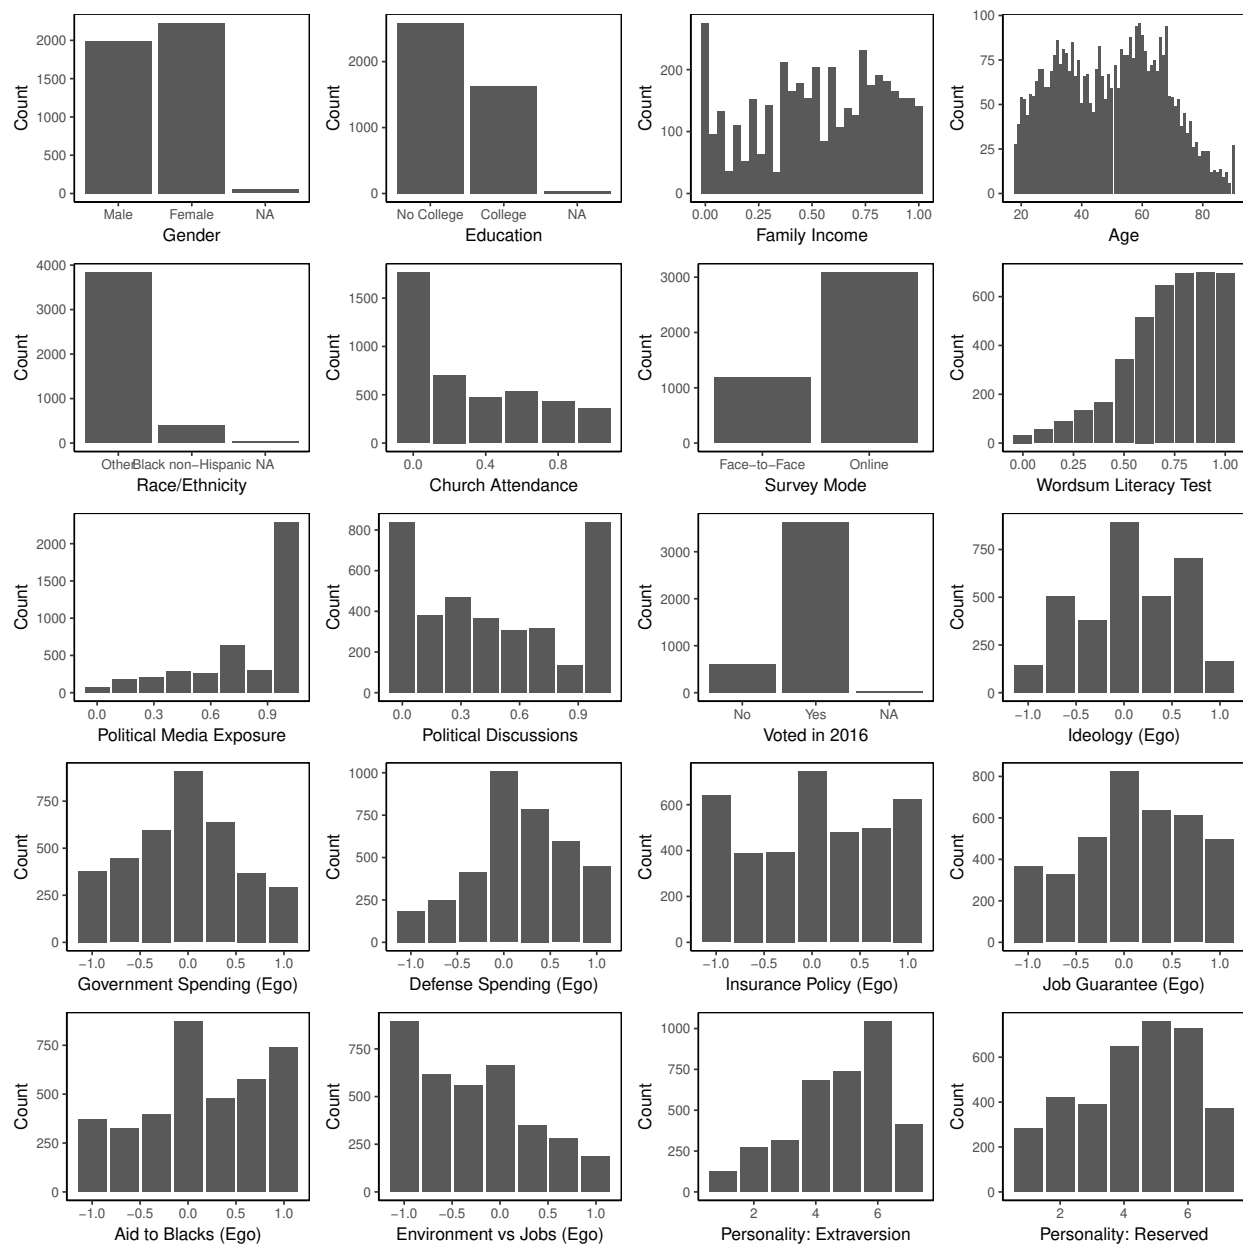 Count
2000
1500
1000
500
0
Male Female NA
Gender
Count
2000
1000
0
No College College NA
Education
Count
200
100
0
0.00 0.25 0.50 0.75 1.00
Family Income
Count
100
75
50
25
0
20 40 60 80
Age
Count
4000
3000
2000
1000
0
Other Black non−Hispanic NA
Race/Ethnicity
Count
1500
1000
500
0
0.0 0.4 0.8
Church Attendance
Count
3000
2000
1000
0
Face−to−Face Online
Survey Mode
Count
600
400
200
0
0.00 0.25 0.50 0.75 1.00
Wordsum Literacy Test
Count
2000
1500
1000
500
0
0.0 0.3 0.6 0.9
Political Media Exposure
Count
800
600
400
200
0
0.0 0.3 0.6 0.9
Political Discussions
Count
3000
2000
1000
0
No Yes NA
Voted in 2016
Count
750
500
250
0
−1.0 −0.5 0.0 0.5 1.0
Ideology (Ego)
Count
750
500
250
0
−1.0 −0.5 0.0 0.5 1.0
Government Spending (Ego)
Count
1000
750
500
250
0
−1.0 −0.5 0.0 0.5 1.0
Defense Spending (Ego)
Count
600
400
200
0
−1.0 −0.5 0.0 0.5 1.0
Insurance Policy (Ego)
Count
800
600
400
200
0
−1.0 −0.5 0.0 0.5 1.0
Job Guarantee (Ego)
Count
750
500
250
0
−1.0 −0.5 0.0 0.5 1.0
Aid to Blacks (Ego)
Count
750
500
250
0
−1.0 −0.5 0.0 0.5 1.0
Environment vs Jobs (Ego)
Count
1000
750
500
250
0
2 4 6
Personality: Extraversion
Count
600
400
200
0
2 4 6
Personality: Reserved